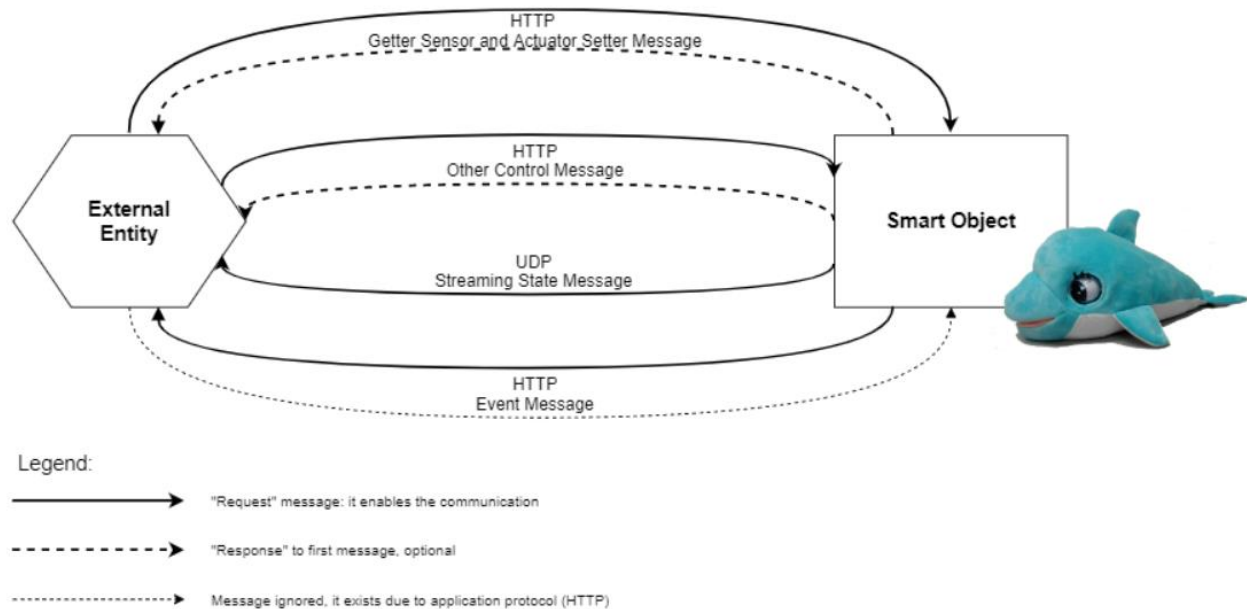 HTTP
Getter Sensor and Actuator Setter Message
HTTP
Other Control Message
External
Entity
Smart Object
UDP
Streaming State Message
HTTP
Event Message
Legend:
"Request" message: it enables the communication
"Response" to first message, optional
Message ignored, it exists due to application protocol (HTTP)